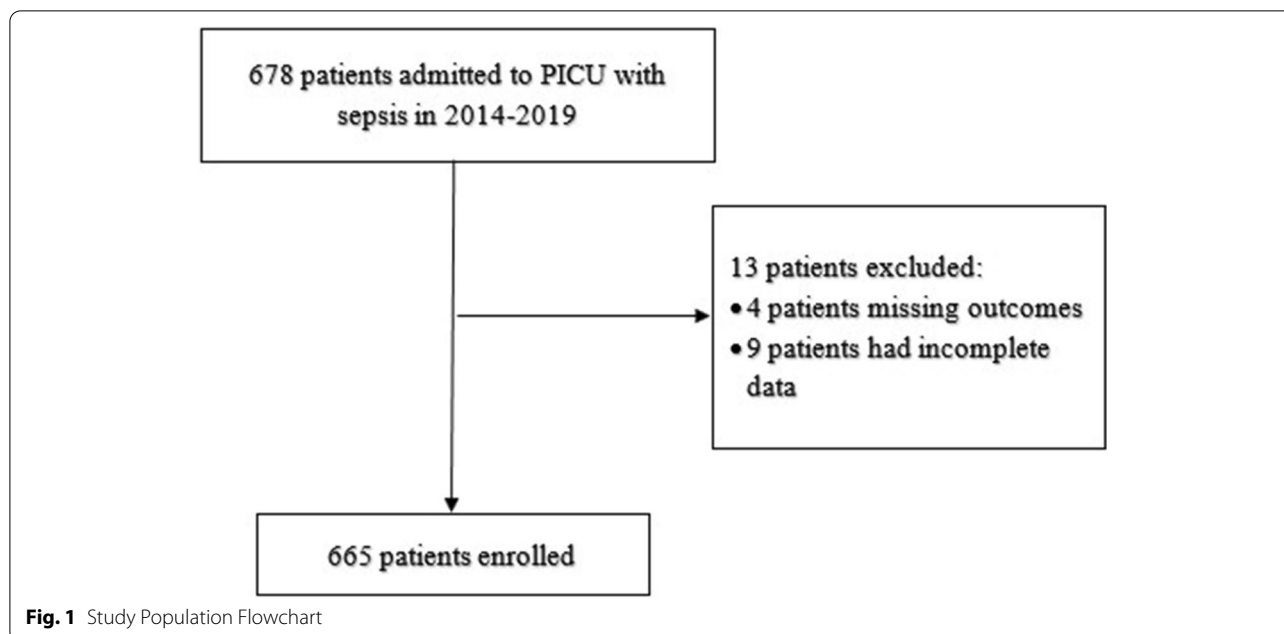 678 patients admitted to PICU with
sepsis in 2014-2019
13 patients excluded:
• 4 patients missing outcomes
• 9 patients had incomplete
data
665 patients enrolled
Fig. 1 Study Population Flowchart